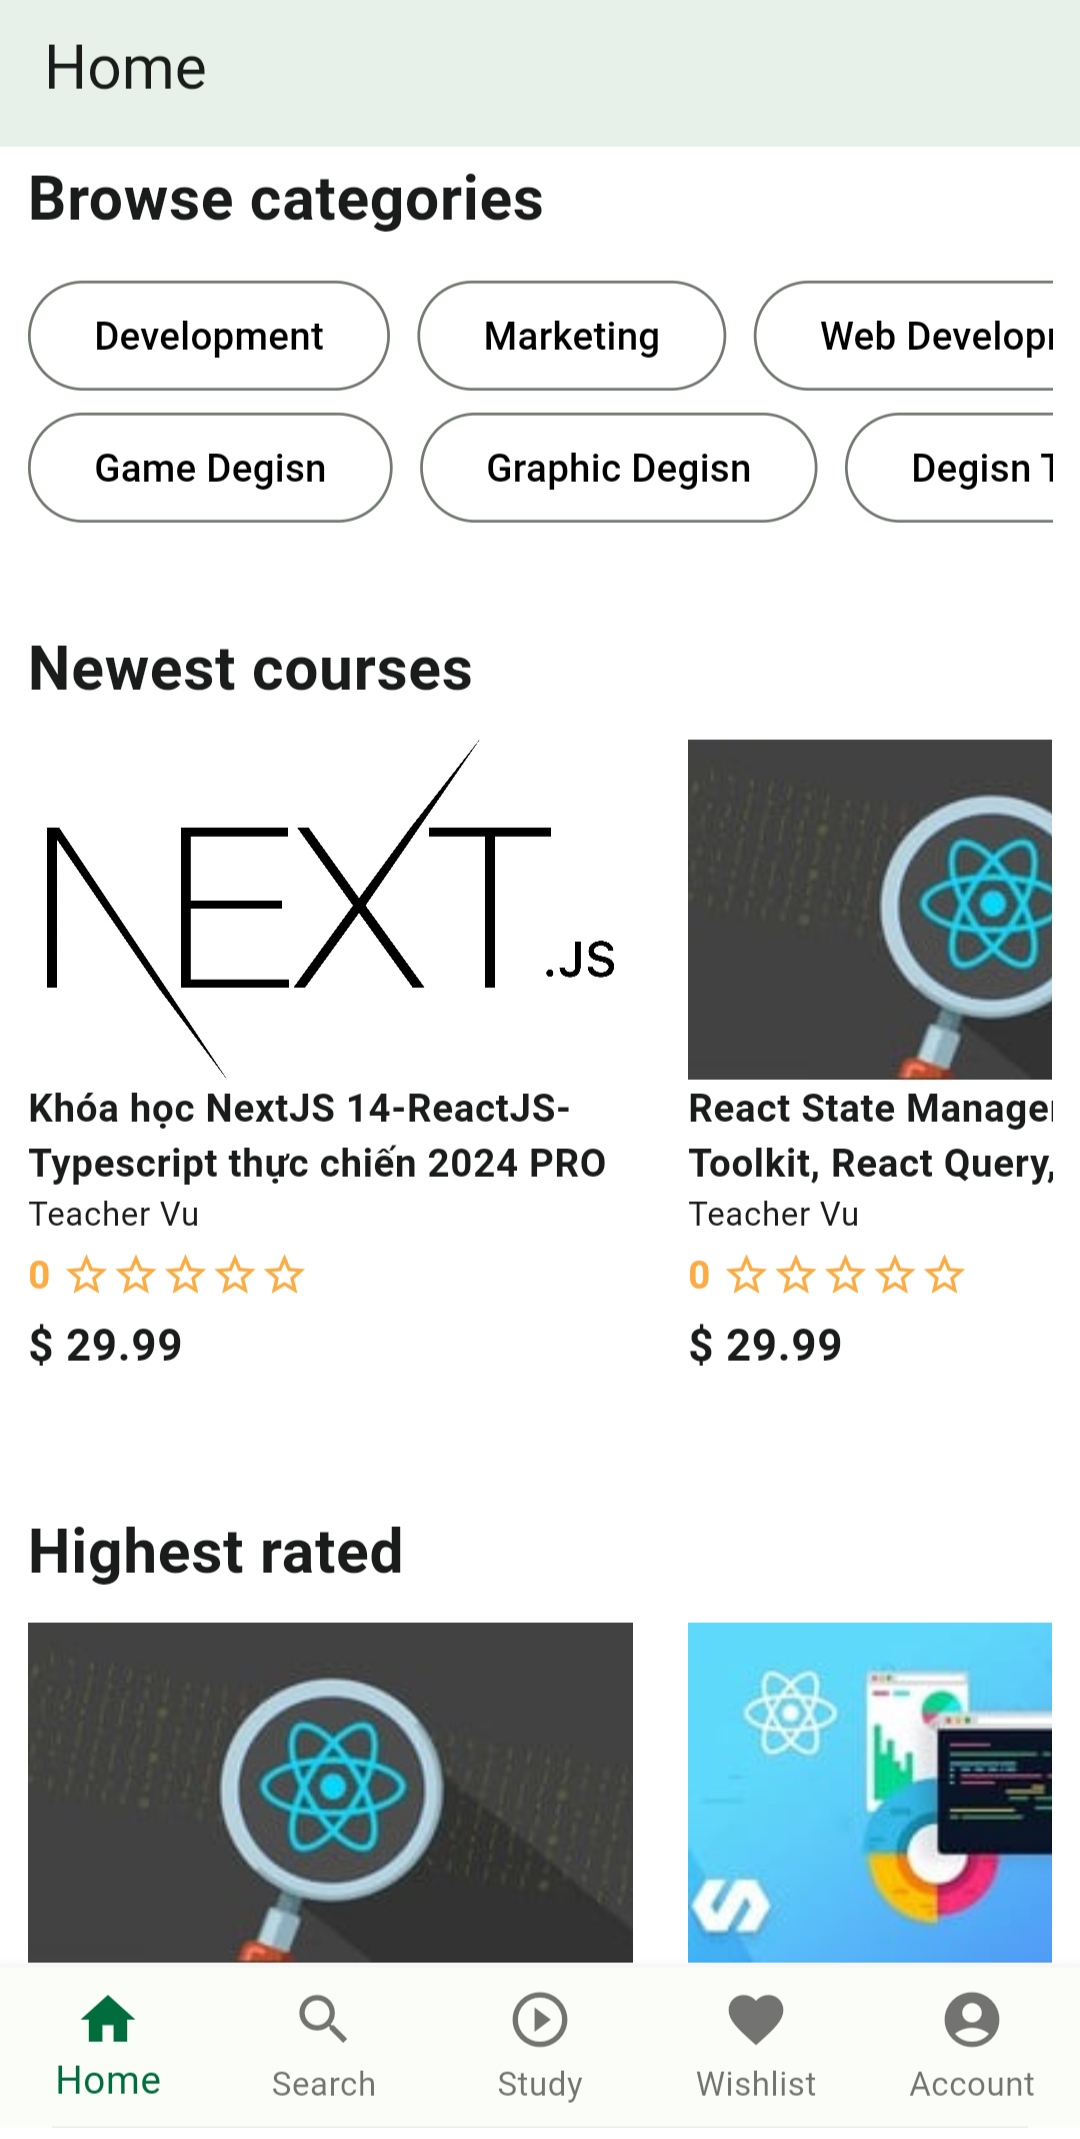 Home
Browse categories
Development
Marketing
Web Develop
Game Degisn
Graphic Degisn
Degisn
Newest courses
NEXT.JS
Khóa học NextJS 14-ReactJS-
Typescript thực chiến 2024 PRO
Teacher Vu
0
$ 29.99
React State Manage
Toolkit, React Query,
Teacher Vu
0
$ 29.99
Highest rated
Home
Search
Study
Wishlist
Account